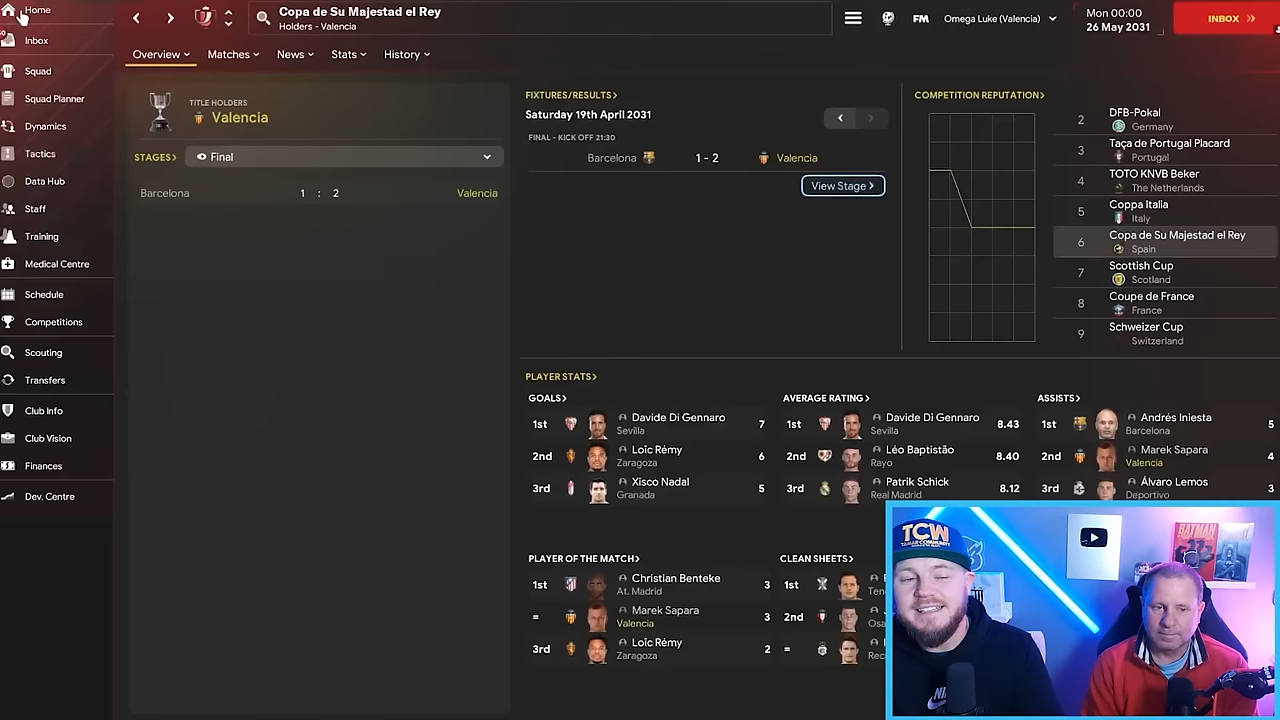 Home
Inbox
Squad
Squad Planner
Dynamics
Tactics
Data Hub
Staff
Training
Medical Centre
Schedule
Competitions
Scouting
Transfers
Club Info
Club Vision
Finances
Dev. Centre
Copa de Su Majestad el Rey
Holders - Valencia
FM
Omega Luke (Valencia)
Mon 00:00
26 May 2031
INBOX
Overview
Matches
News
Stats
History
TITLE HOLDERS
Valencia
STAGES
Final
Barcelona 1 : 2 Valencia
FIXTURES/RESULTS
Saturday 19th April 2031
FINAL - KICK OFF 21:30
Barcelona 1 - 2 Valencia
View Stage
COMPETITION REPUTATION
2 DFB-Pokal
Germany
3 Taça de Portugal Placard
Portugal
4 TOTO KNVB Beker
The Netherlands
5 Coppa Italia
Italy
6 Copa de Su Majestad el Rey
Spain
7 Scottish Cup
Scotland
8 Coupe de France
France
9 Schweizer Cup
Switzerland
PLAYER STATS
GOALS
1st Davide Di Gennaro 7
Sevilla
2nd Loïc Rémy 6
Zaragoza
3rd Xisco Nadal 5
Granada
AVERAGE RATING
1st Davide Di Gennaro 8.43
Sevilla
2nd Léo Baptistão 8.40
Rayo
3rd Patrik Schick 8.12
Real Madrid
ASSISTS
1st Andrés Iniesta 5
Barcelona
2nd Marek Sapara 4
Valencia
3rd Álvaro Lemos 3
Deportivo
PLAYER OF THE MATCH
1st Christian Benteke 3
At. Madrid
= Marek Sapara 3
Valencia
3rd Loïc Rémy 2
Zaragoza
CLEAN SHEETS
1st
Ten
2nd
Osa
=
Rec
TCW
BATMAN